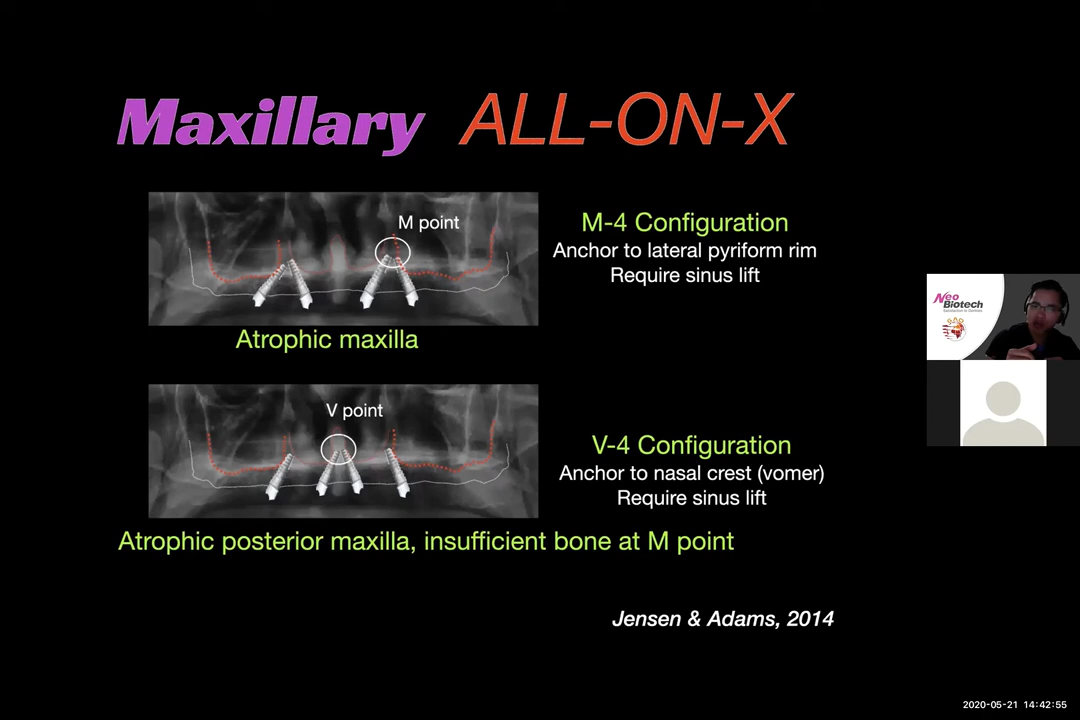 Maxillary ALL-ON-X
M point
M-4 Configuration
Anchor to lateral pyriform rim
Require sinus lift
Atrophic maxilla
V point
V-4 Configuration
Anchor to nasal crest (vomer)
Require sinus lift
Atrophic posterior maxilla, insufficient bone at M point
Jensen & Adams, 2014
Neo
Biotech
2020-05-21 14:42:55